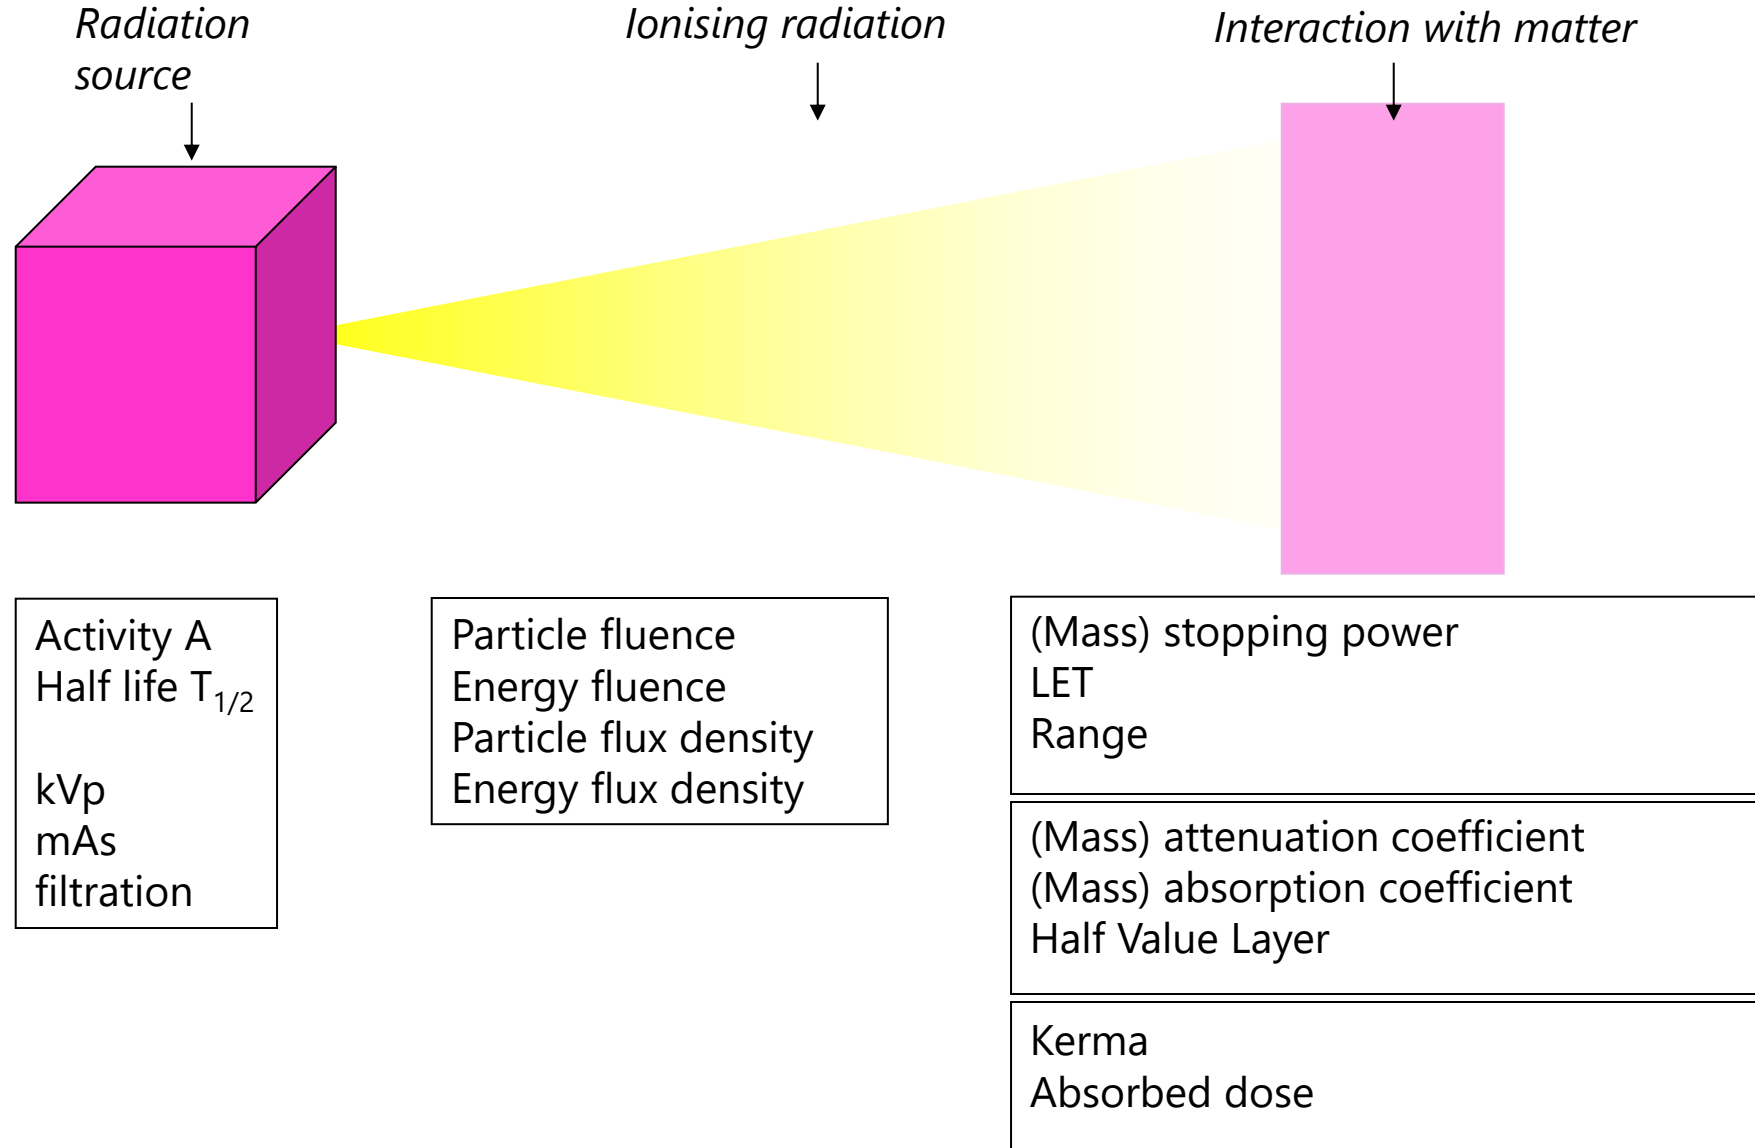 Radiation
source
Ionising radiation
Interaction with matter
Activity A
Half life T1/2
kVp
mAs
filtration
Particle fluence
Energy fluence
Particle flux density
Energy flux density
(Mass) stopping power
LET
Range
(Mass) attenuation coefficient
(Mass) absorption coefficient
Half Value Layer
Kerma
Absorbed dose